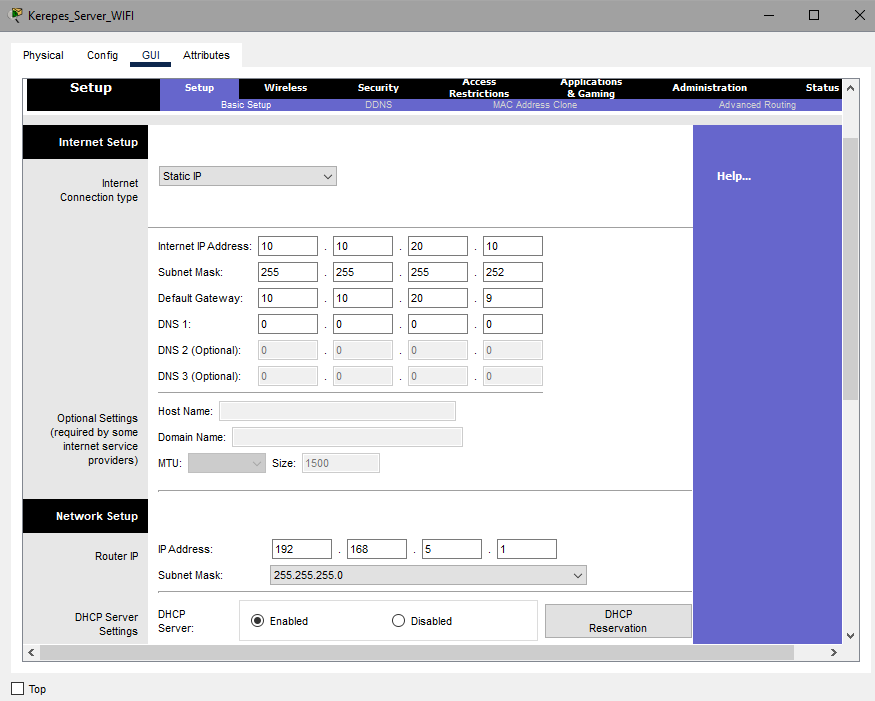 Kerepes_Server_WIFI
Physical Config GUI Attributes
Setup
Setup Wireless Security Access Restrictions Applications & Gaming Administration Status
Basic Setup DDNS MAC Address Clone Advanced Routing
Internet Setup
Help...
Internet Connection type
Static IP
Internet IP Address: 10 . 10 . 20 . 10
Subnet Mask: 255 . 255 . 255 . 252
Default Gateway: 10 . 10 . 20 . 9
DNS 1: 0 . 0 . 0 . 0
DNS 2 (Optional): 0 . 0 . 0 . 0
DNS 3 (Optional): 0 . 0 . 0 . 0
Optional Settings
(required by some
internet service
providers)
Host Name:
Domain Name:
MTU: Size: 1500
Network Setup
Router IP
IP Address: 192 . 168 . 5 . 1
Subnet Mask: 255.255.255.0
DHCP Server
Settings
DHCP
Server:
Enabled Disabled
DHCP
Reservation
Top